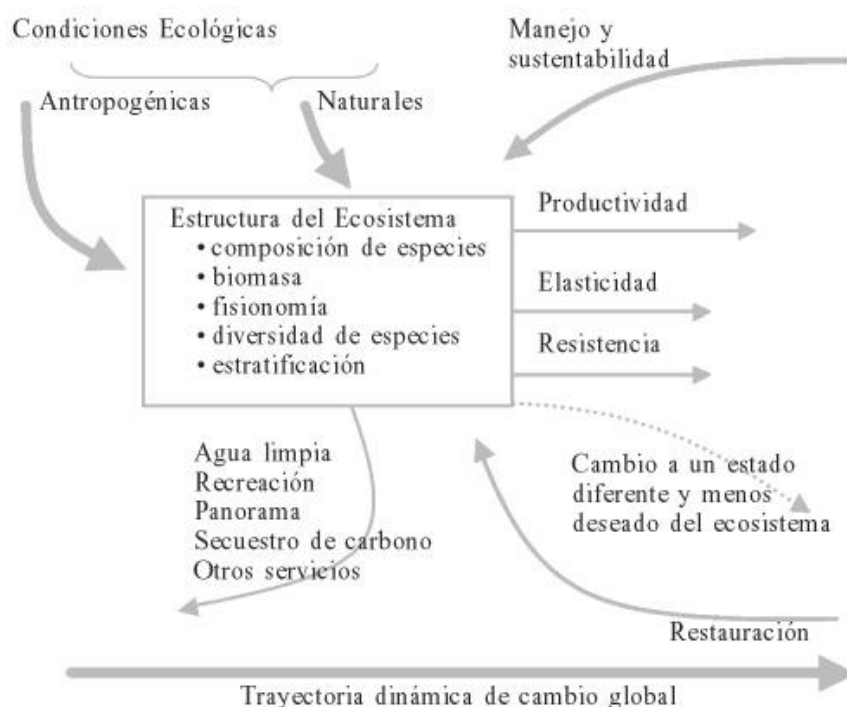 Condiciones Ecológicas
Antropogénicas
Naturales
Manejo y
sustentabilidad
Estructura del Ecosistema
• composición de especies
• biomasa
• fisionomía
• diversidad de especies
• estratificación
Productividad
Elasticidad
Resistencia
Agua limpia
Recreación
Panorama
Secuestro de carbono
Otros servicios
Cambio a un estado
diferente y menos
deseado del ecosistema
Restauración
Trayectoria dinámica de cambio global